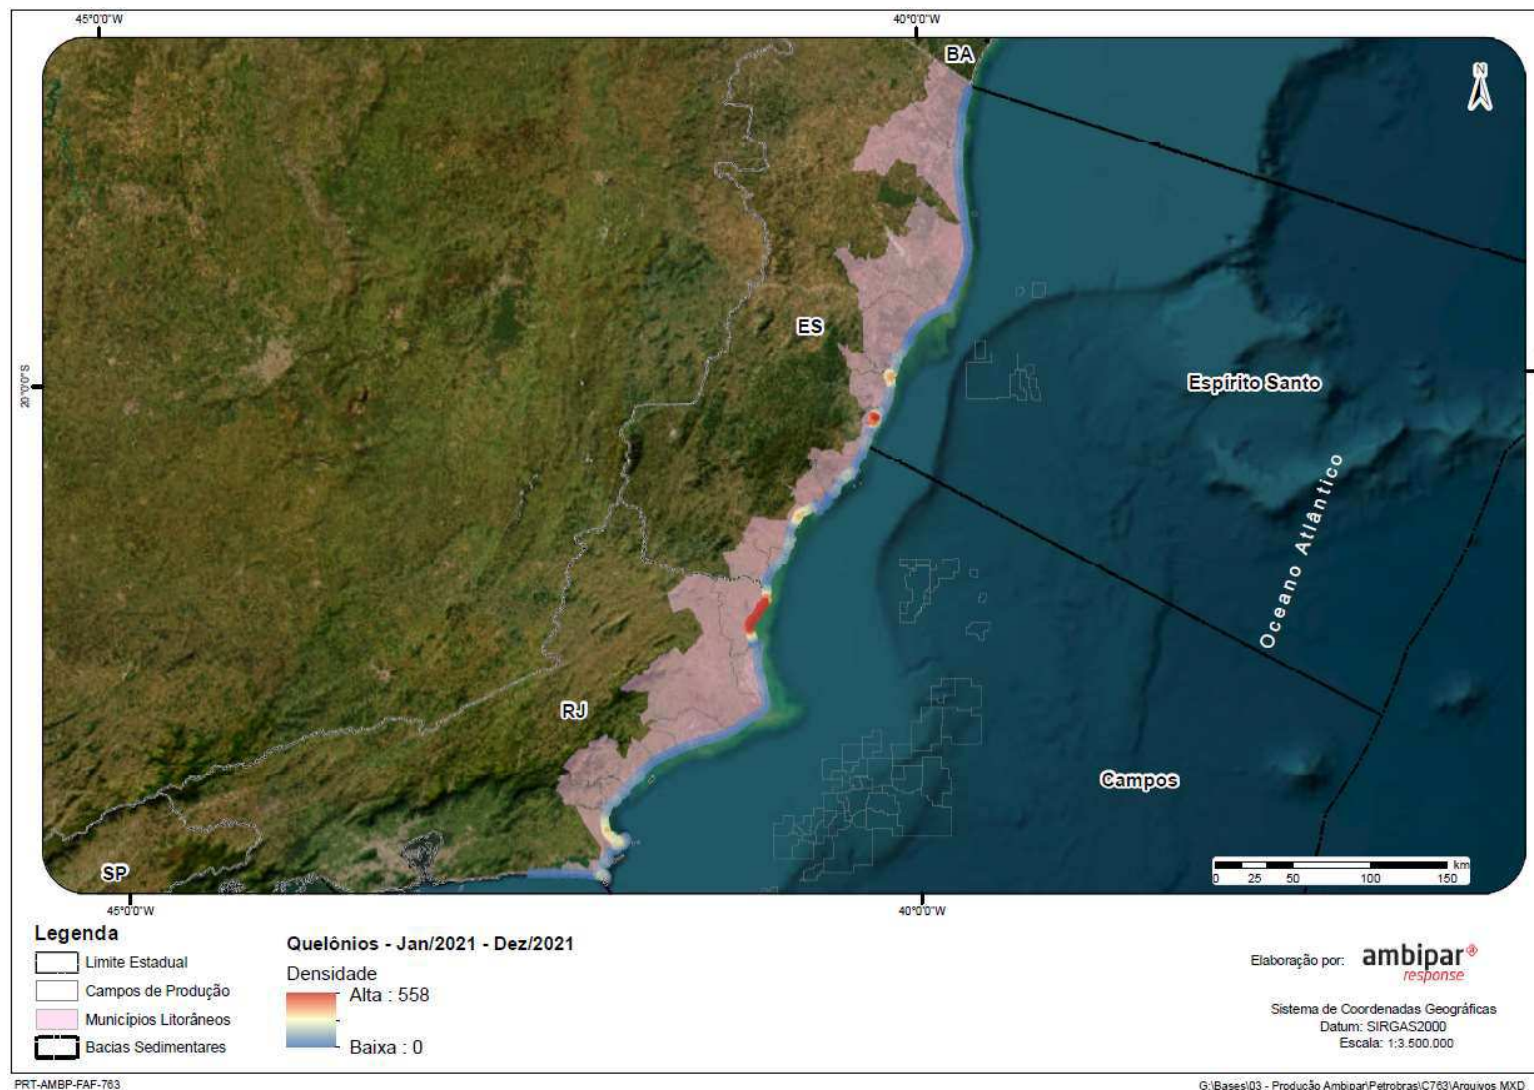 45°0'0"W
40°0'0"W
BA
N
ES
20°0'0"S
Espírito Santo
Oceano Atlântico
RJ
Campos
SP
km
0 25 50 100 150
45°0'0"W
40°0'0"W
Legenda
Limite Estadual
Campos de Produção
Municípios Litorâneos
Bacias Sedimentares
Quelônios - Jan/2021 - Dez/2021
Densidade
Alta : 558
Baixa : 0
Elaboração por:
ambipar
response
Sistema de Coordenadas Geográficas
Datum: SIRGAS2000
Escala: 1:3.500.000
PRT-AMBP-FAF-763
G:\Bases\03 - Produção Ambipar\Petrobras\C763\Arquivos MXD